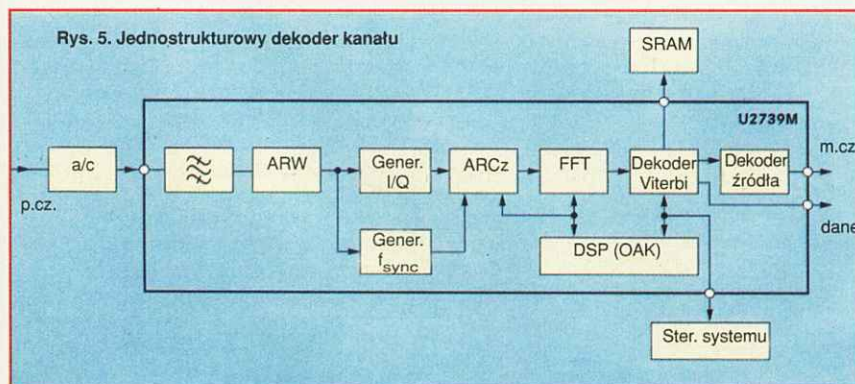 Rys. 5. Jednostrukturowy dekoder kanału
SRAM
U2739M
a/c
ARW
Gener.
I/Q
ARCz
FFT
Dekoder
Viterbi
Dekoder
źródła
m.cz
p.cz.
dane
Gener.
fsync
DSP (OAK)
Ster. systemu